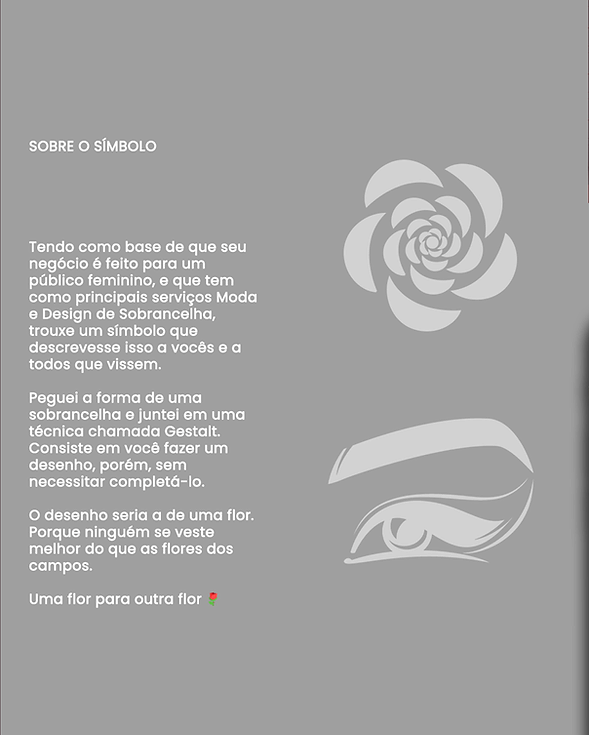 SOBRE O SÍMBOLO
Tendo como base de que seu
negócio é feito para um
público feminino, e que tem
como principais serviços Moda
e Design de Sobrancelha,
trouxe um símbolo que
descrevesse isso a vocês e a
todos que vissem.
Peguei a forma de uma
sobrancelha e juntei em uma
técnica chamada Gestalt.
Consiste em você fazer um
desenho, porém, sem
necessitar completá-lo.
O desenho seria a de uma flor.
Porque ninguém se veste
melhor do que as flores dos
campos.
Uma flor para outra flor 🌹